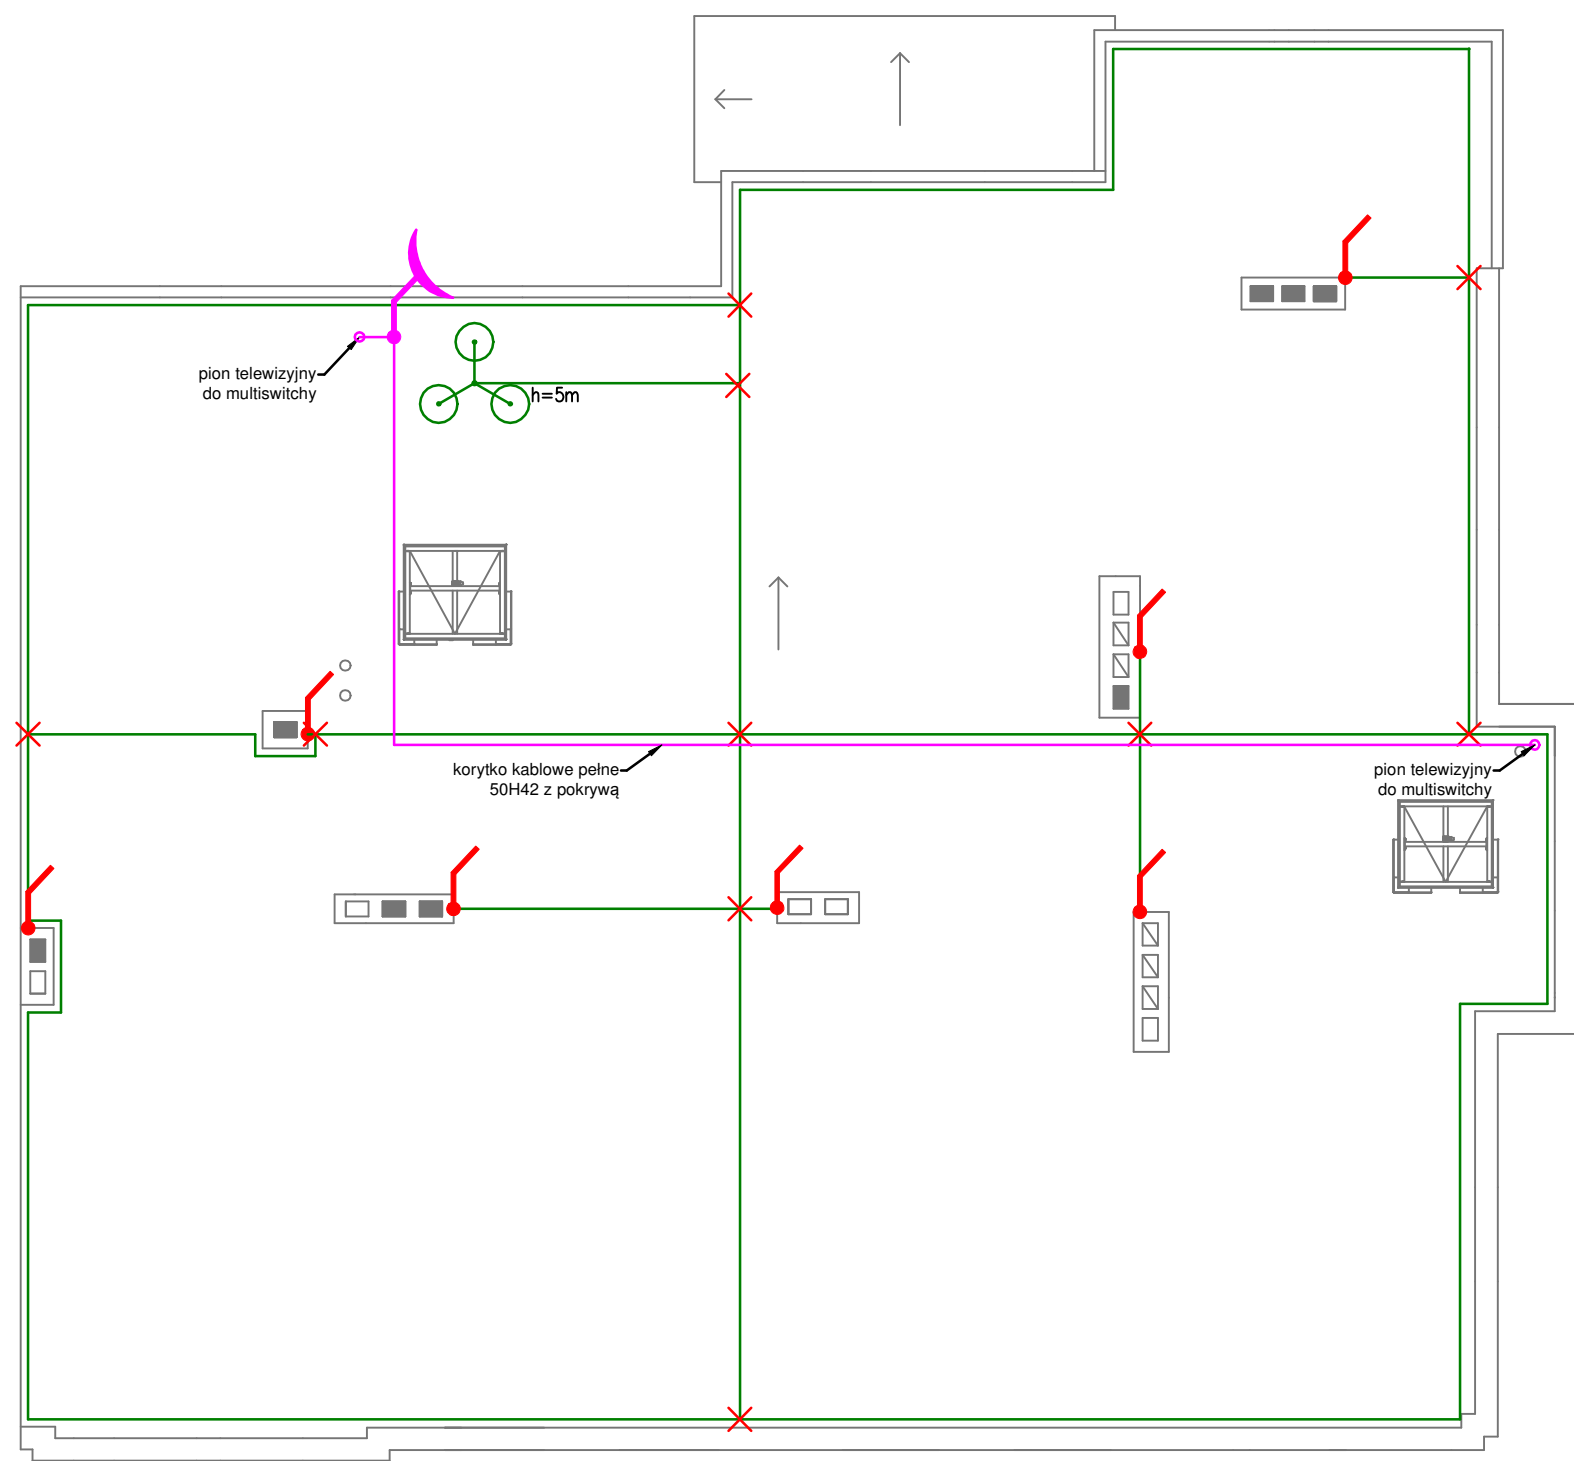 pion telewizyjny
do multiswitchy
h=5m
korytko kablowe pełne
50H42 z pokrywą
pion telewizyjny
do multiswitchy